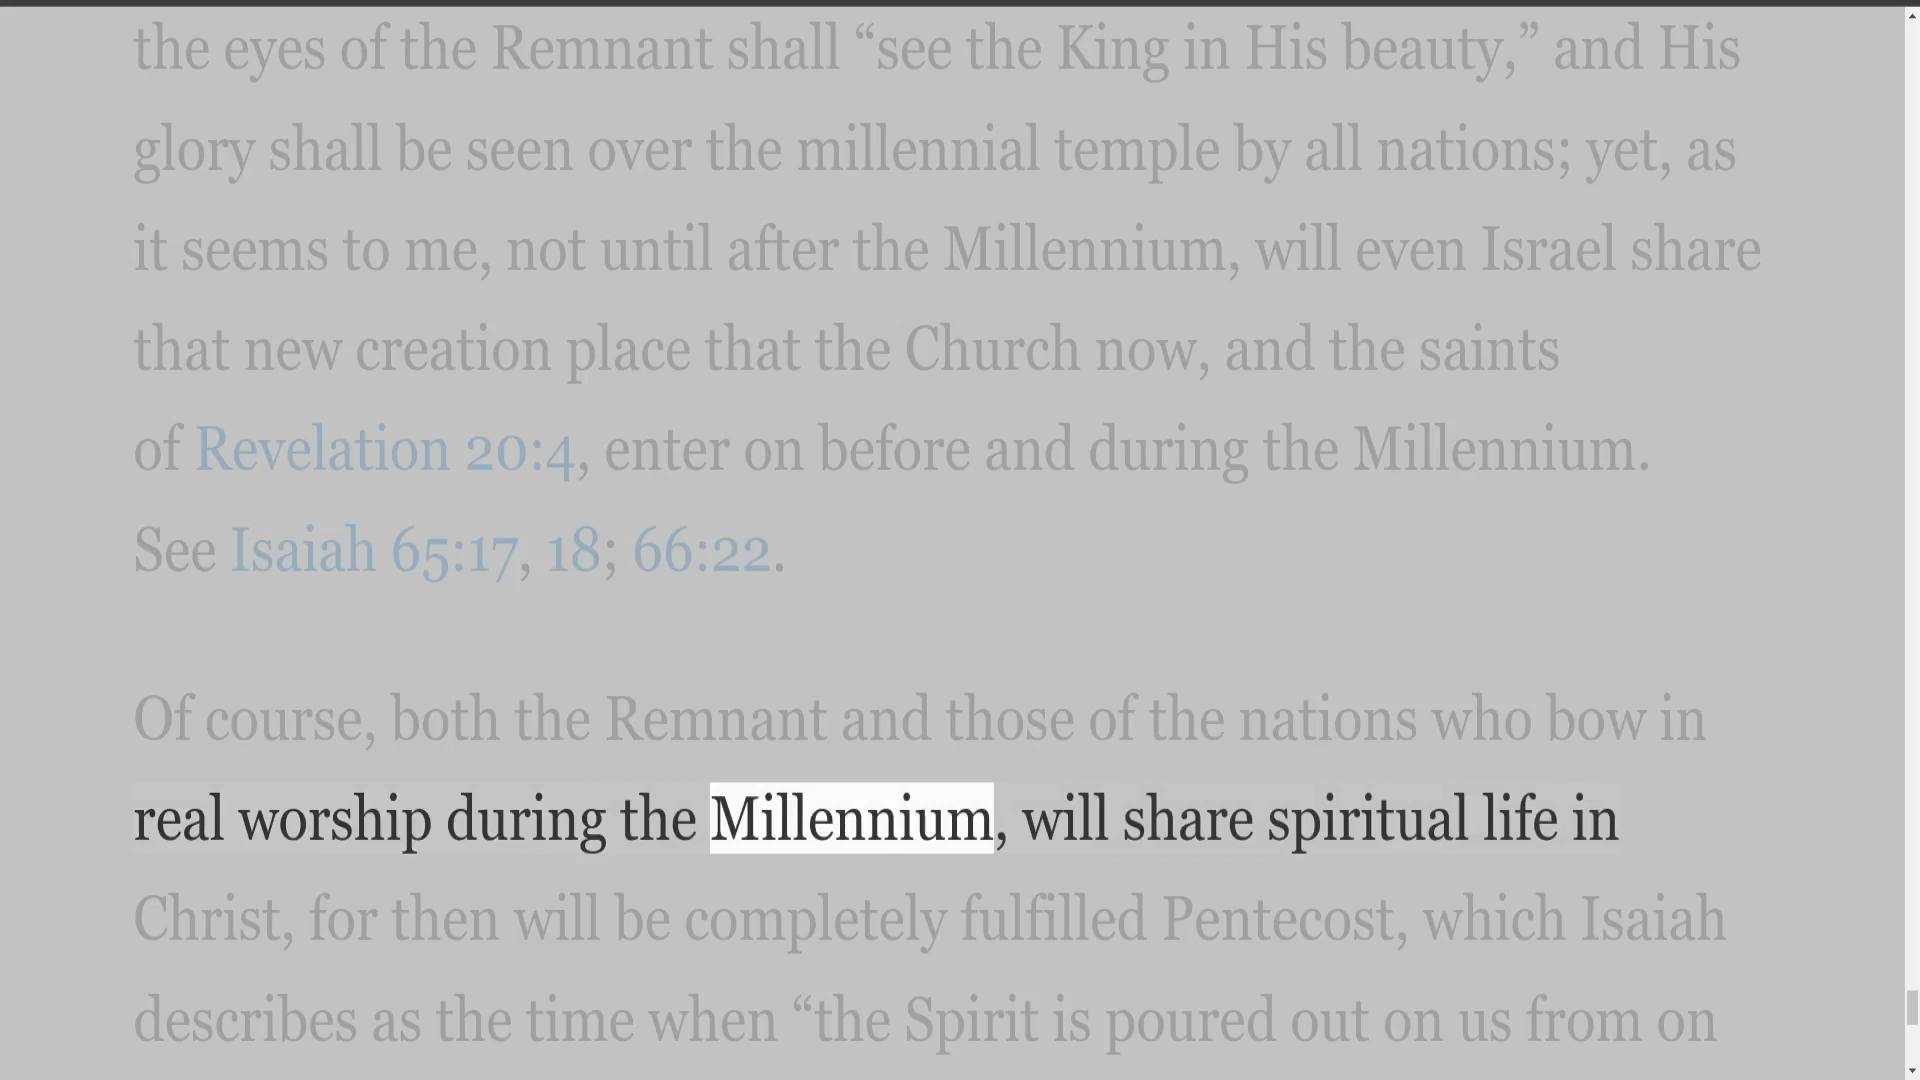 the eyes of the Remnant shall “see the King in His beauty,” and His
glory shall be seen over the millennial temple by all nations; yet, as
it seems to me, not until after the Millennium, will even Israel share
that new creation place that the Church now, and the saints
of Revelation 20:4, enter on before and during the Millennium.
See Isaiah 65:17, 18; 66:22.
Of course, both the Remnant and those of the nations who bow in
real worship during the Millennium, will share spiritual life in
Christ, for then will be completely fulfilled Pentecost, which Isaiah
describes as the time when “the Spirit is poured out on us from on